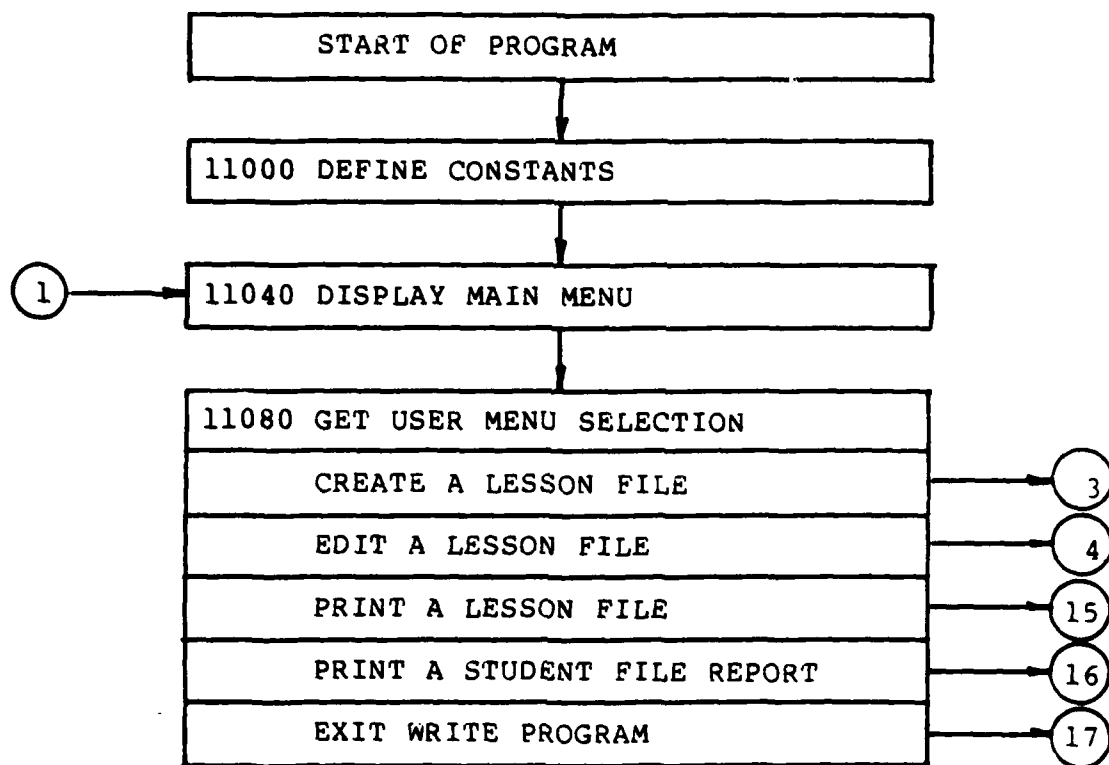 START OF PROGRAM
11000 DEFINE CONSTANTS
1
11040 DISPLAY MAIN MENU
11080 GET USER MENU SELECTION
CREATE A LESSON FILE
3
EDIT A LESSON FILE
4
PRINT A LESSON FILE
15
PRINT A STUDENT FILE REPORT
16
EXIT WRITE PROGRAM
17